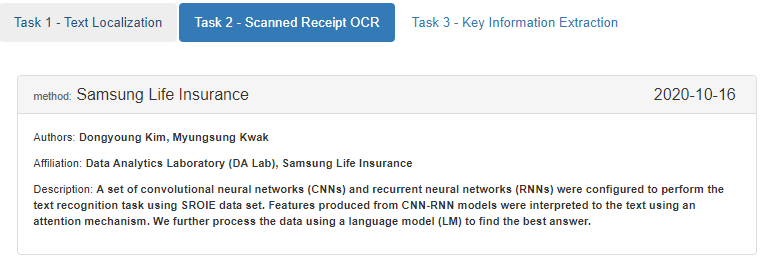 Task 1 - Text Localization
Task 2 - Scanned Receipt OCR
Task 3 - Key Information Extraction
method: Samsung Life Insurance
2020-10-16
Authors: Dongyoung Kim, Myungsung Kwak
Affiliation: Data Analytics Laboratory (DA Lab), Samsung Life Insurance
Description: A set of convolutional neural networks (CNNs) and recurrent neural networks (RNNs) were configured to perform the
text recognition task using SROIE data set. Features produced from CNN-RNN models were interpreted to the text using an
attention mechanism. We further process the data using a language model (LM) to find the best answer.